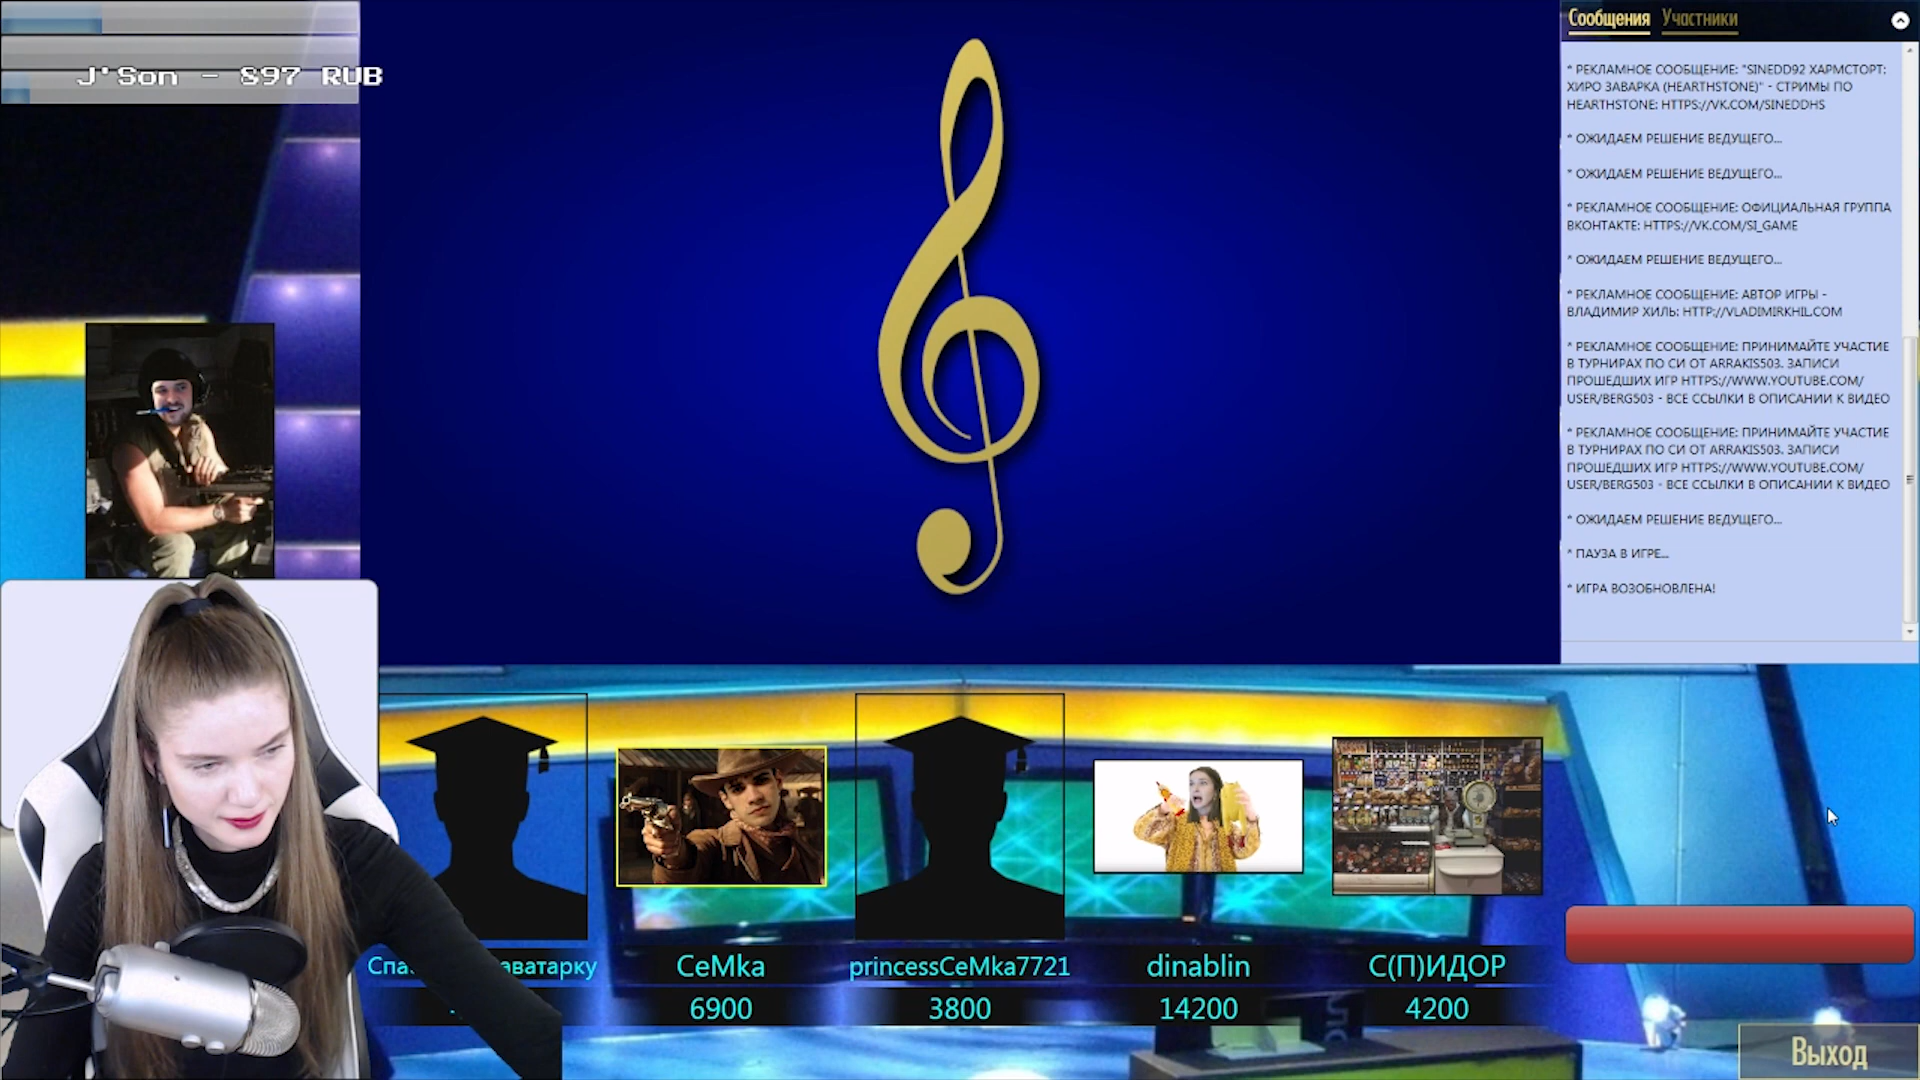 J'Son - 897 RUB
Сообщения Участники
* РЕКЛАМНОЕ СООБЩЕНИЕ: "SINEDD92 ХАРМСТОРТ:
ХИРО ЗАВАРКА (HEARTHSTONE)" - СТРИМЫ ПО
HEARTHSTONE: HTTPS://VK.COM/SINEDDHS
* ОЖИДАЕМ РЕШЕНИЕ ВЕДУЩЕГО...
* ОЖИДАЕМ РЕШЕНИЕ ВЕДУЩЕГО...
* РЕКЛАМНОЕ СООБЩЕНИЕ: ОФИЦИАЛЬНАЯ ГРУППА
ВКОНТАКТЕ: HTTPS://VK.COM/SI_GAME
* ОЖИДАЕМ РЕШЕНИЕ ВЕДУЩЕГО...
* РЕКЛАМНОЕ СООБЩЕНИЕ: АВТОР ИГРЫ -
ВЛАДИМИР ХИЛЬ: HTTP://VLADIMIRKHIL.COM
* РЕКЛАМНОЕ СООБЩЕНИЕ: ПРИНИМАЙТЕ УЧАСТИЕ
В ТУРНИРАХ ПО СИ ОТ ARRAKIS503. ЗАПИСИ
ПРОШЕДШИХ ИГР HTTPS://WWW.YOUTUBE.COM/
USER/BERG503 - ВСЕ ССЫЛКИ В ОПИСАНИИ К ВИДЕО
* РЕКЛАМНОЕ СООБЩЕНИЕ: ПРИНИМАЙТЕ УЧАСТИЕ
В ТУРНИРАХ ПО СИ ОТ ARRAKIS503. ЗАПИСИ
ПРОШЕДШИХ ИГР HTTPS://WWW.YOUTUBE.COM/
USER/BERG503 - ВСЕ ССЫЛКИ В ОПИСАНИИ К ВИДЕО
* ОЖИДАЕМ РЕШЕНИЕ ВЕДУЩЕГО...
* ПАУЗА В ИГРЕ...
* ИГРА ВОЗОБНОВЛЕНА!
CeMka princessCeMka7721 dinablin С(П)ИДОР
6900 3800 14200 4200
Выход